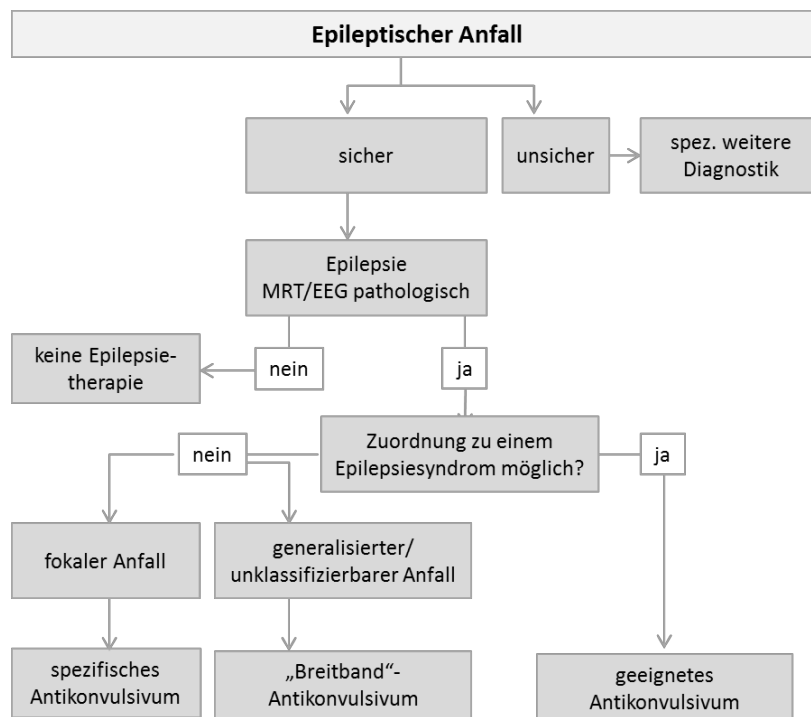 Epileptischer Anfall
sicher
unsicher
spez. weitere
Diagnostik
Epilepsie
MRT/EEG pathologisch
keine Epilepsie-
therapie
nein
ja
Zuordnung zu einem
Epilepsiesyndrom möglich?
nein
ja
fokaler Anfall
generalisierter/
unklassifizierbarer Anfall
spezifisches
Antikonvulsivum
„Breitband“-
Antikonvulsivum
geeignetes
Antikonvulsivum